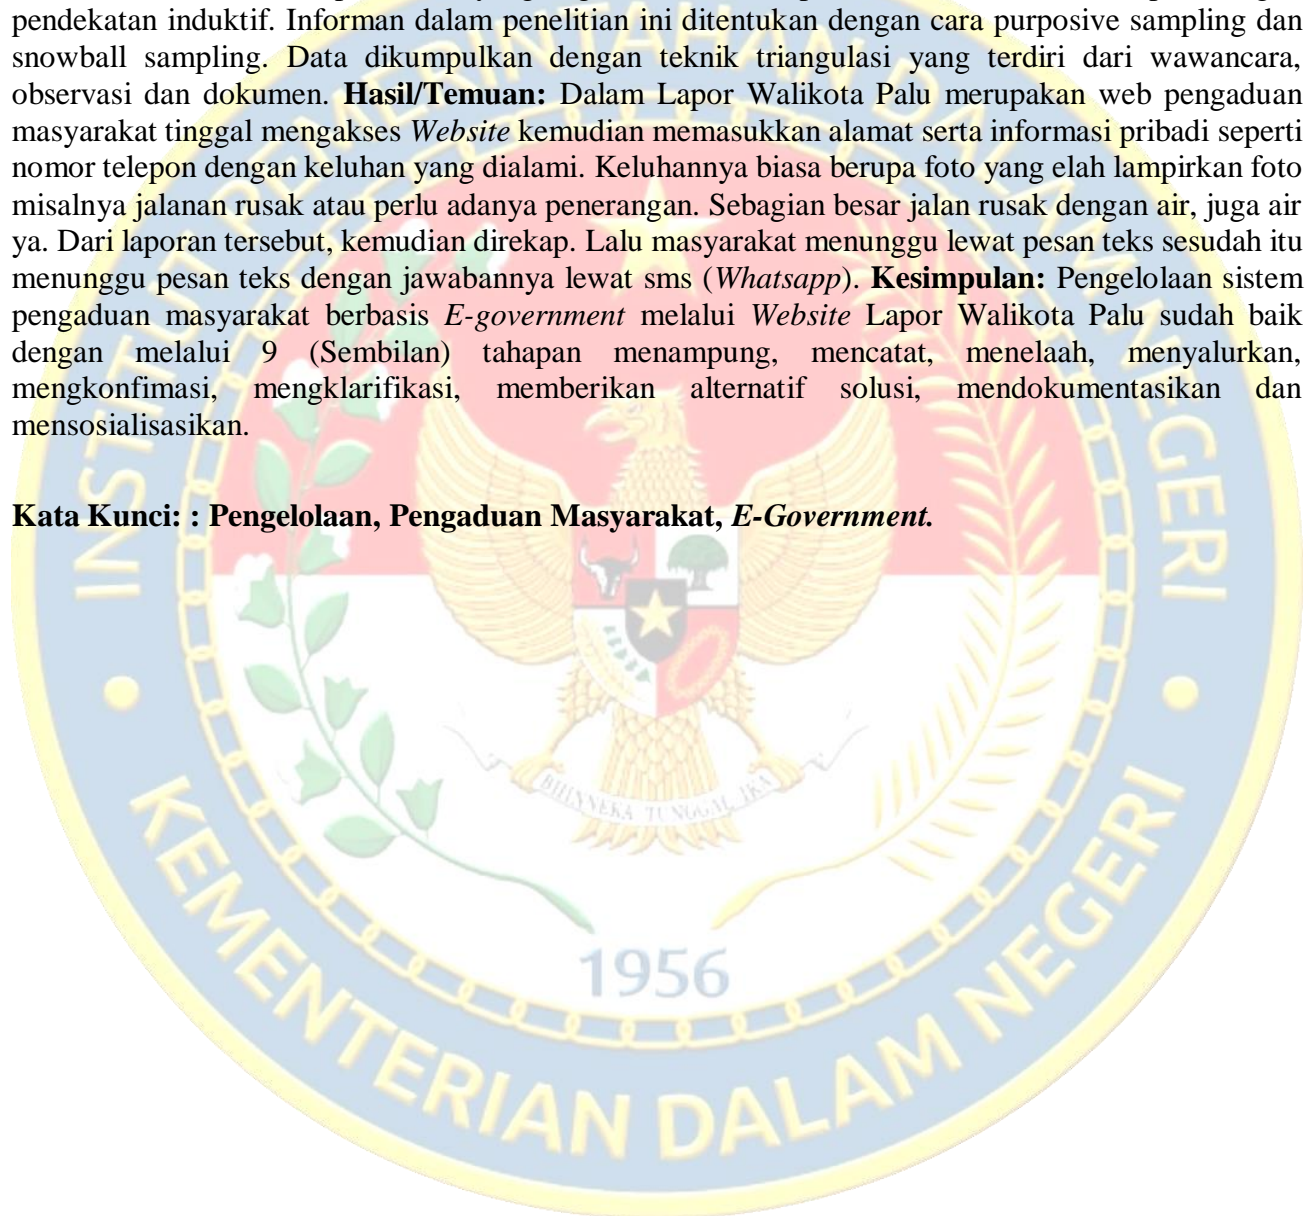 pendekatan induktif. Informan dalam penelitian ini ditentukan dengan cara purposive sampling dan
snowball sampling. Data dikumpulkan dengan teknik triangulasi yang terdiri dari wawancara,
observasi dan dokumen. Hasil/Temuan: Dalam Lapor Walikota Palu merupakan web pengaduan
masyarakat tinggal mengakses Website kemudian memasukkan alamat serta informasi pribadi seperti
nomor telepon dengan keluhan yang dialami. Keluhannya biasa berupa foto yang elah lampirkan foto
misalnya jalanan rusak atau perlu adanya penerangan. Sebagian besar jalan rusak dengan air, juga air
ya. Dari laporan tersebut, kemudian direkap. Lalu masyarakat menunggu lewat pesan teks sesudah itu
menunggu pesan teks dengan jawabannya lewat sms (Whatsapp). Kesimpulan: Pengelolaan sistem
pengaduan masyarakat berbasis E-government melalui Website Lapor Walikota Palu sudah baik
dengan melalui 9 (Sembilan) tahapan menampung, mencatat, menelaah, menyalurkan,
mengkonfimasi, mengklarifikasi, memberikan alternatif solusi, mendokumentasikan dan
mensosialisasikan.
Kata Kunci: : Pengelolaan, Pengaduan Masyarakat, E-Government.
INSTITUT PEMERINTAHAN DALAM NEGERI
BHINNEKA TUNGGAL IKA
1956
KEMENTERIAN DALAM NEGERI